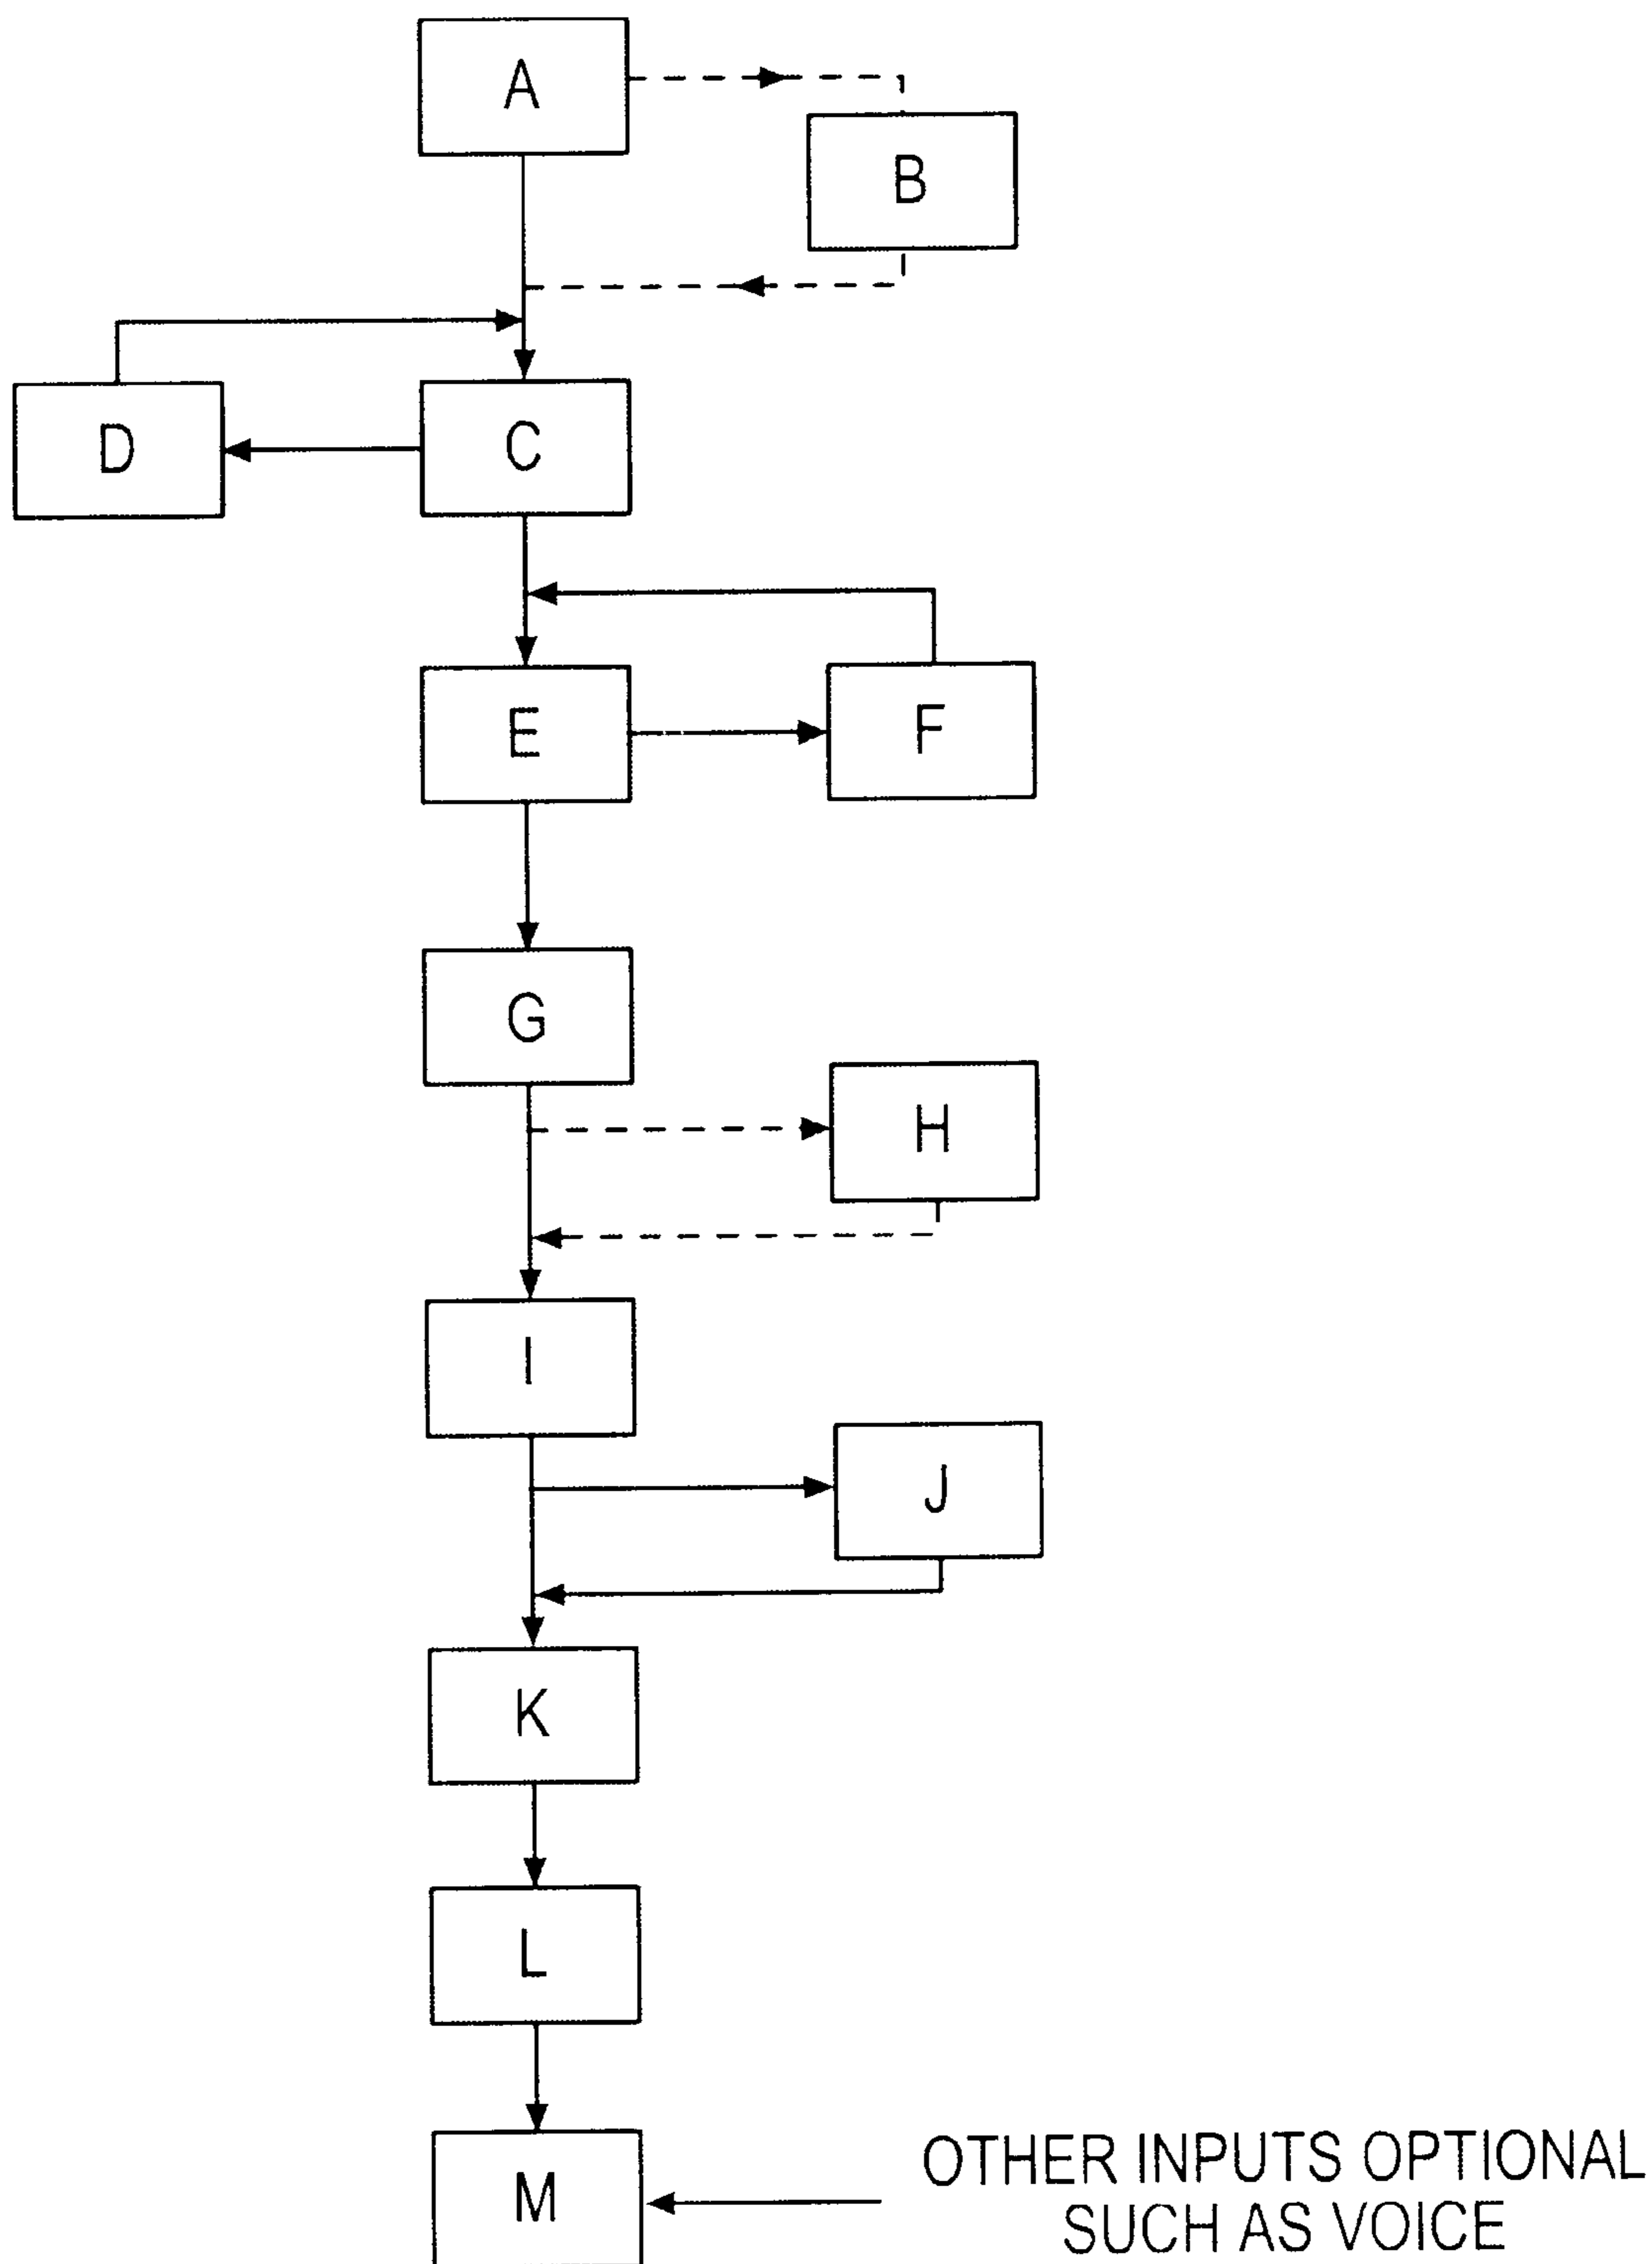 A
B
D
C
E
F
G
H
I
J
K
L
M
OTHER INPUTS OPTIONAL
SUCH AS VOICE